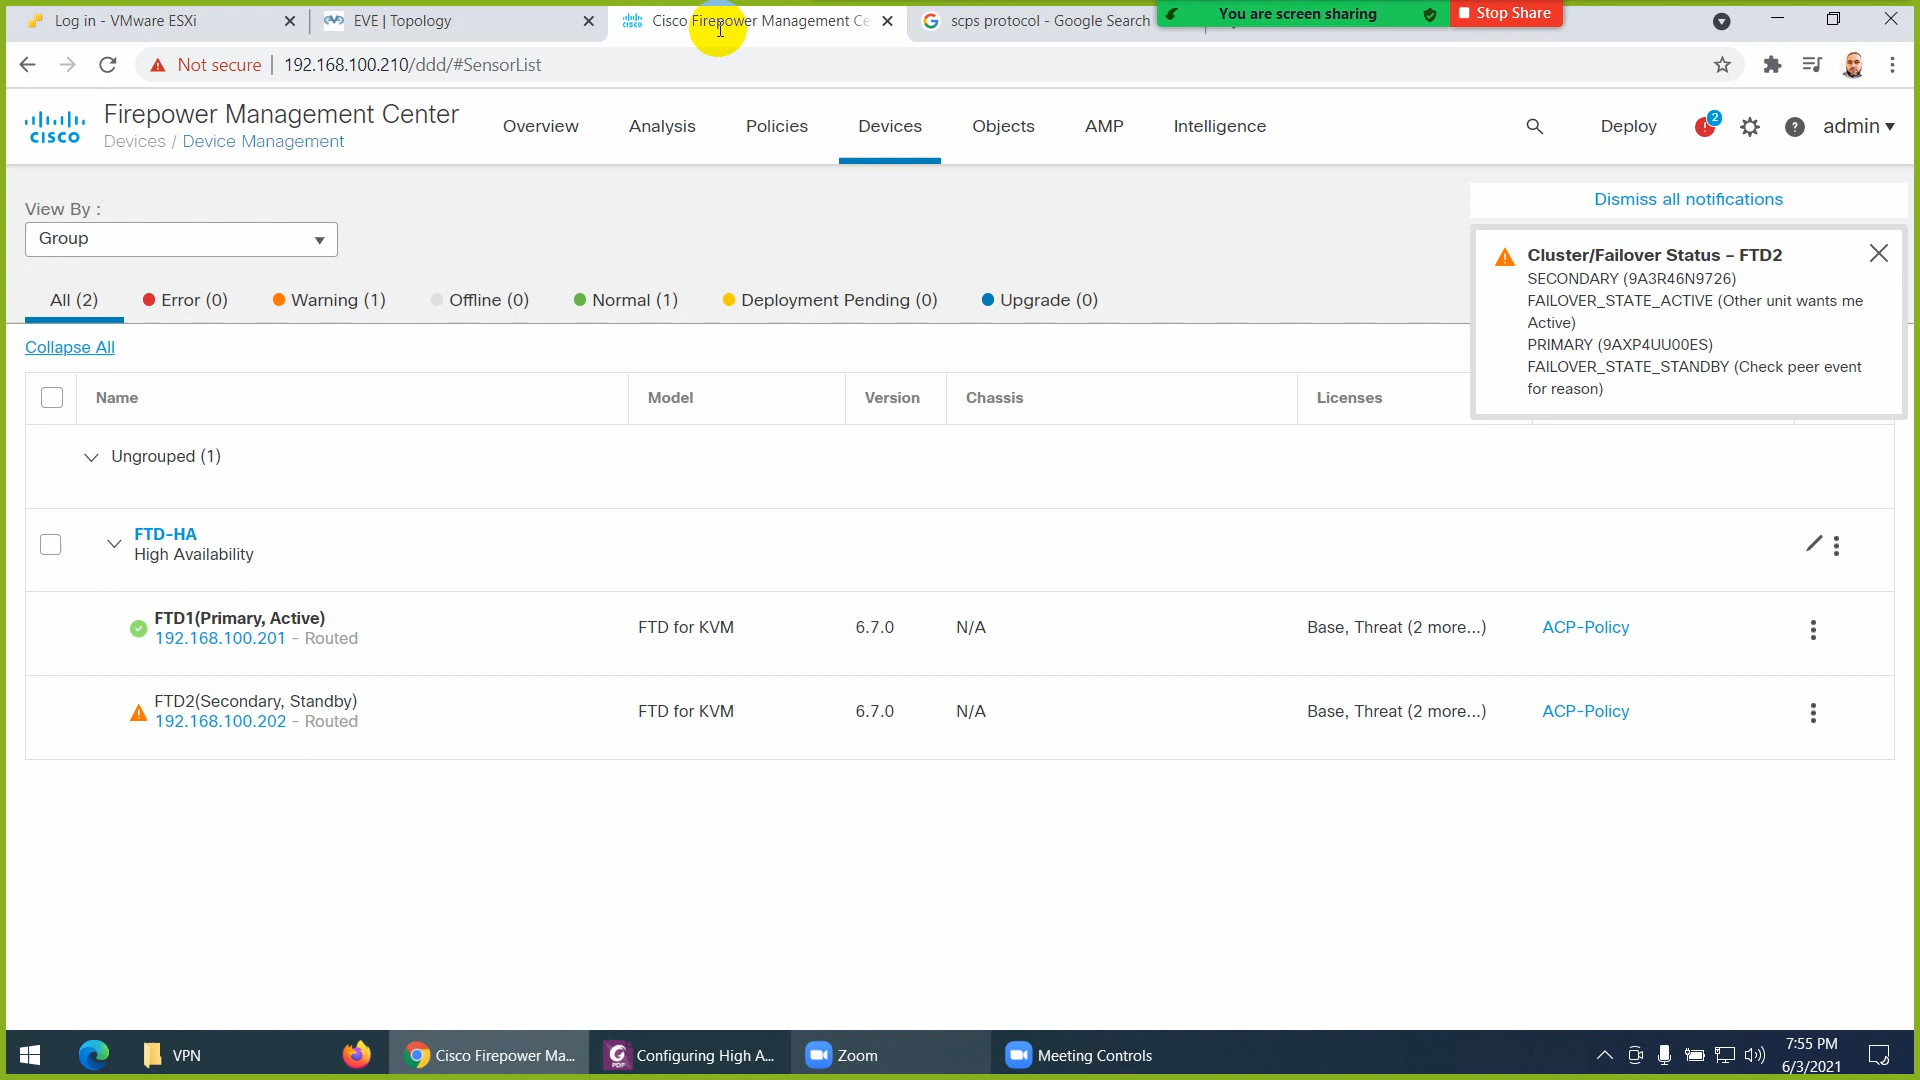 Log in - VMware ESXi
EVE | Topology
Cisco Firepower Management Ce
scps protocol - Google Search
You are screen sharing
Stop Share
Not secure
192.168.100.210/ddd/#SensorList
CISCO
Firepower Management Center
Devices / Device Management
Overview
Analysis
Policies
Devices
Objects
AMP
Intelligence
Deploy
2
admin
View By :
Group
Dismiss all notifications
Cluster/Failover Status – FTD2
SECONDARY (9A3R46N9726)
FAILOVER_STATE_ACTIVE (Other unit wants me
Active)
PRIMARY (9AXP4UU00ES)
FAILOVER_STATE_STANDBY (Check peer event
for reason)
All (2)
Error (0)
Warning (1)
Offline (0)
Normal (1)
Deployment Pending (0)
Upgrade (0)
Collapse All
Name
Model
Version
Chassis
Licenses
Ungrouped (1)
FTD-HA
High Availability
FTD1(Primary, Active)
192.168.100.201 - Routed
FTD for KVM
6.7.0
N/A
Base, Threat (2 more...)
ACP-Policy
FTD2(Secondary, Standby)
192.168.100.202 - Routed
FTD for KVM
6.7.0
N/A
Base, Threat (2 more...)
ACP-Policy
VPN
Cisco Firepower Ma...
Configuring High A...
Zoom
Meeting Controls
7:55 PM
6/3/2021